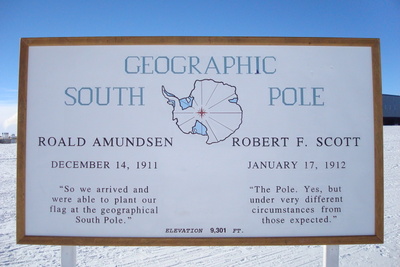 GEOGRAPHIC
SOUTH POLE
ROALD AMUNDSEN
DECEMBER 14, 1911
"So we arrived and
were able to plant our
flag at the geographical
South Pole."
ROBERT F. SCOTT
JANUARY 17, 1912
"The Pole. Yes, but
under very different
circumstances from
those expected."
ELEVATION 9,301 FT.